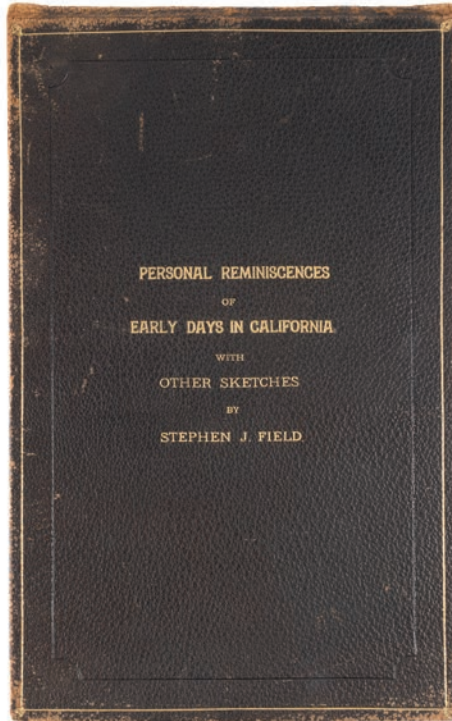 PERSONAL REMINISCENCES
OF
EARLY DAYS IN CALIFORNIA.
WITH
OTHER SKETCHES
BY
STEPHEN J. FIELD